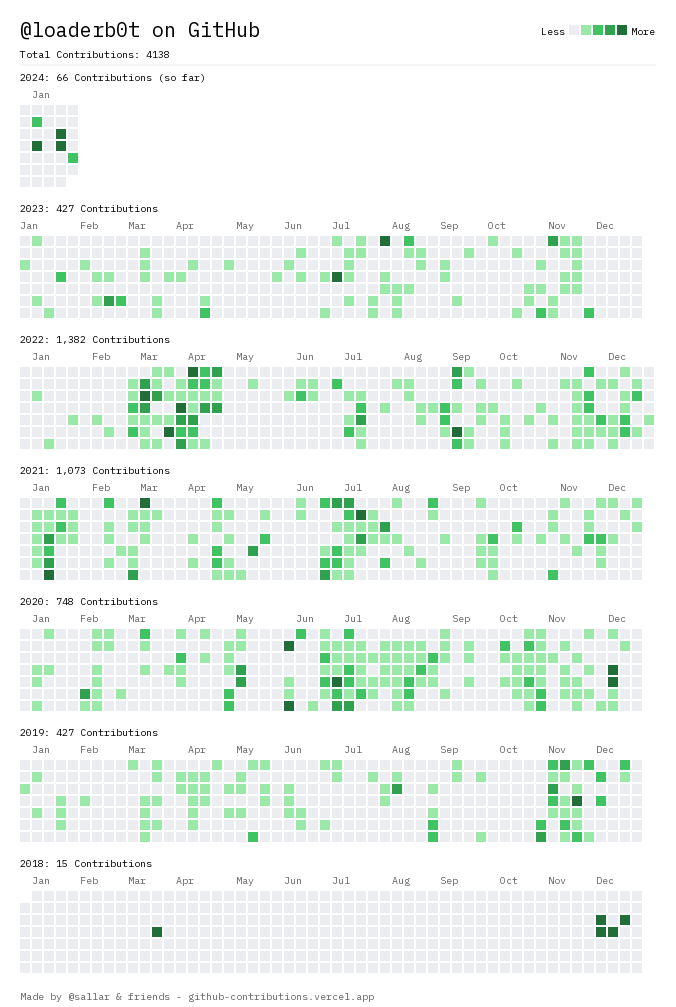 @loaderb0t on GitHub
Less More
Total Contributions: 4138
2024: 66 Contributions (so far)
Jan
2023: 427 Contributions
Jan Feb Mar Apr May Jun Jul Aug Sep Oct Nov Dec
2022: 1,382 Contributions
Jan Feb Mar Apr May Jun Jul Aug Sep Oct Nov Dec
2021: 1,073 Contributions
Jan Feb Mar Apr May Jun Jul Aug Sep Oct Nov Dec
2020: 748 Contributions
Jan Feb Mar Apr May Jun Jul Aug Sep Oct Nov Dec
2019: 427 Contributions
Jan Feb Mar Apr May Jun Jul Aug Sep Oct Nov Dec
2018: 15 Contributions
Jan Feb Mar Apr May Jun Jul Aug Sep Oct Nov Dec
Made by @sallar & friends - github-contributions.vercel.app